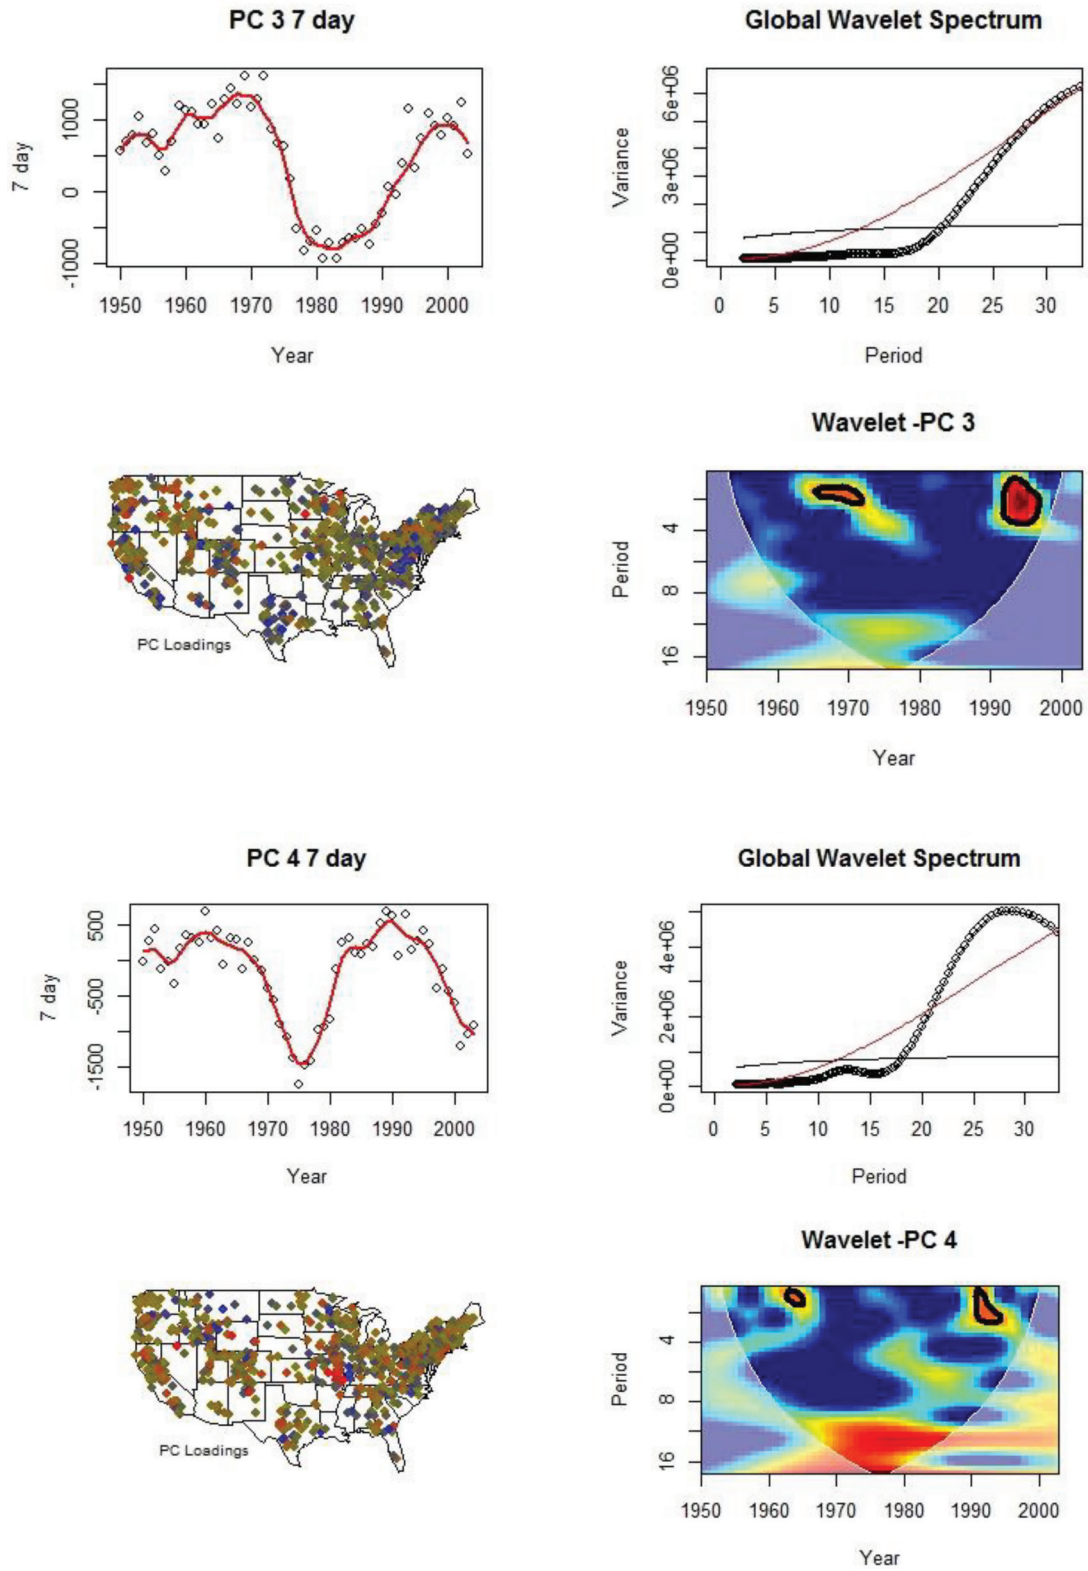 PC 3 7 day
Global Wavelet Spectrum
7 day
1000
0
-1000
1950 1960 1970 1980 1990 2000
Year
Variance
6e+06
3e+06
0e+00
0 5 10 15 20 25 30
Period
PC Loadings
Wavelet -PC 3
Period
4
8
16
1950 1960 1970 1980 1990 2000
Year
PC 4 7 day
Global Wavelet Spectrum
7 day
500
-500
-1500
1950 1960 1970 1980 1990 2000
Year
Variance
4e+06
2e+06
0e+00
0 5 10 15 20 25 30
Period
PC Loadings
Wavelet -PC 4
Period
4
8
16
1950 1960 1970 1980 1990 2000
Year